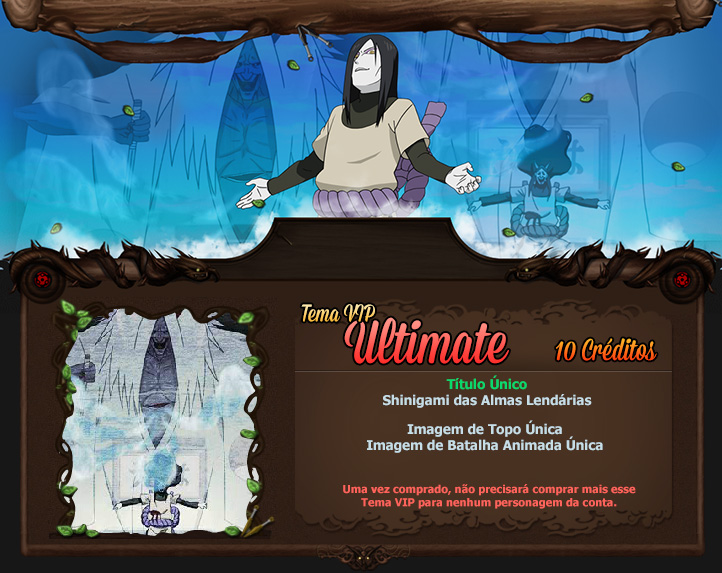 Tema VIP
Ultimate
10 Créditos
Título Único
Shinigami das Almas Lendárias
Imagem de Topo Única
Imagem de Batalha Animada Única
Uma vez comprado, não precisará comprar mais esse
Tema VIP para nenhum personagem da conta.